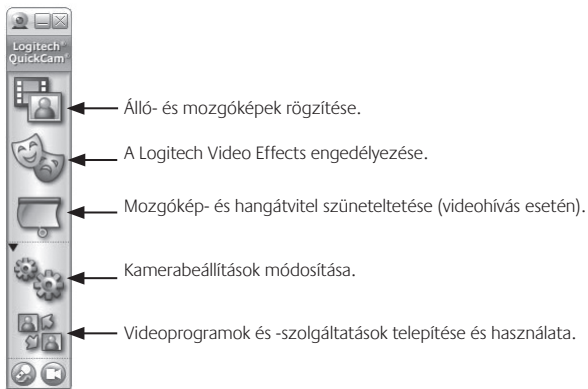 Logitech®
QuickCam®
Álló- és mozgóképek rögzítése.
A Logitech Video Effects engedélyezése.
Mozgókép- és hangátvitel szüneteltetése (videohívás esetén).
Kamerabeállítások módosítása.
Videoprogramok és -szolgáltatások telepítése és használata.